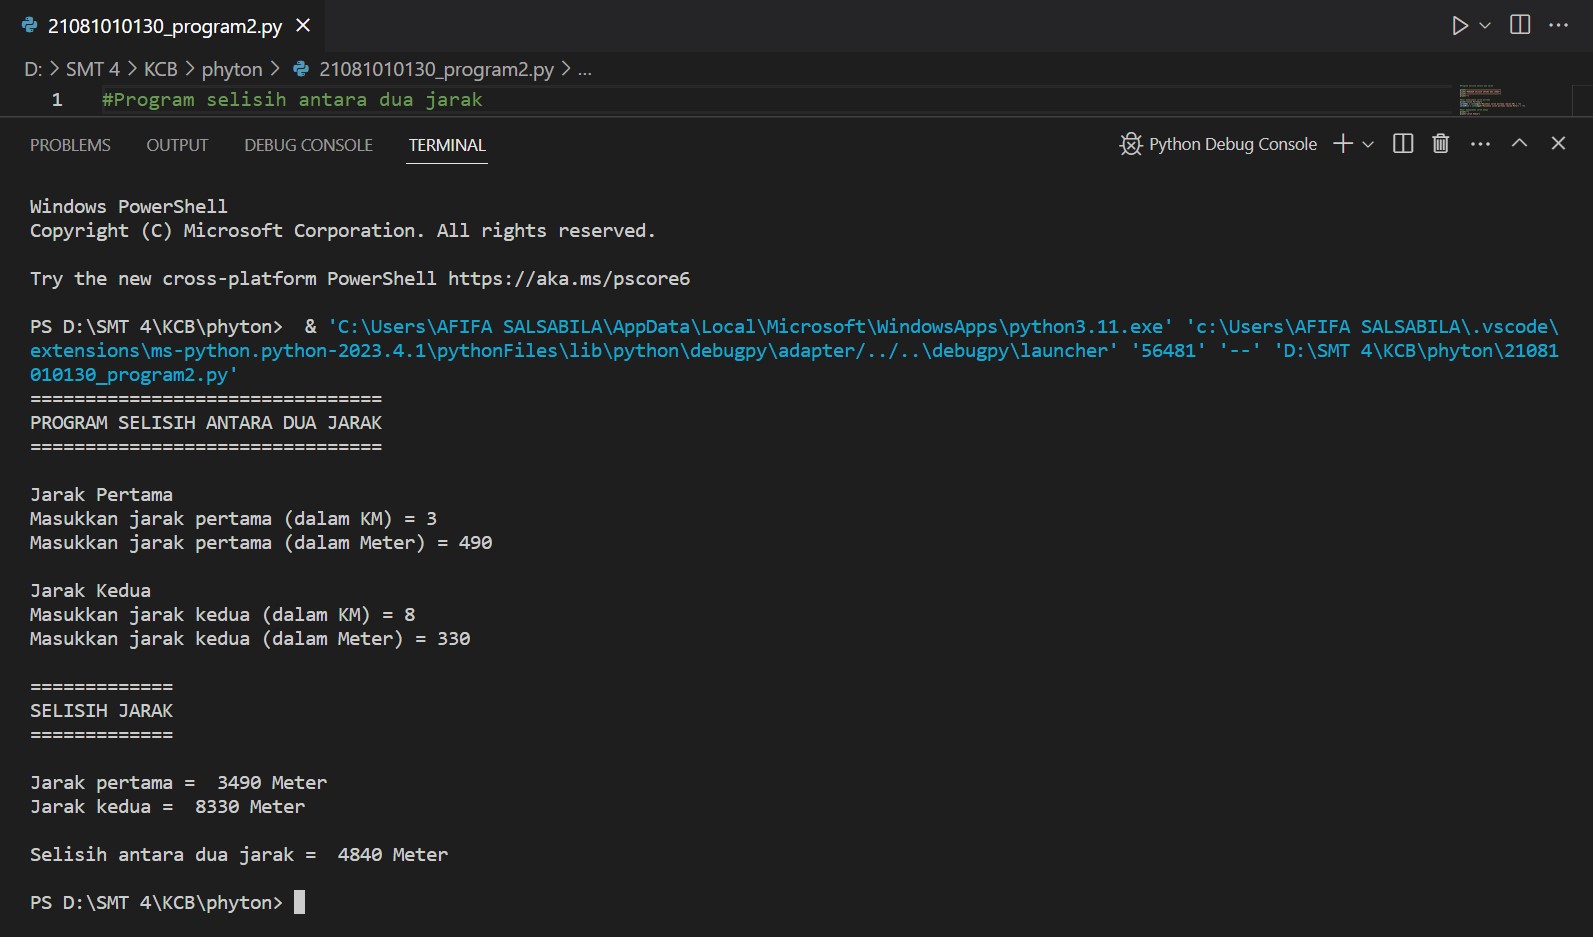 21081010130_program2.py
D: > SMT 4 > KCB > phyton > 21081010130_program2.py > ...
1 #Program selisih antara dua jarak
PROBLEMS OUTPUT DEBUG CONSOLE TERMINAL Python Debug Console
Windows PowerShell
Copyright (C) Microsoft Corporation. All rights reserved.
Try the new cross-platform PowerShell https://aka.ms/pscore6
PS D:\SMT 4\KCB\phyton>  & 'C:\Users\AFIFA SALSABILA\AppData\Local\Microsoft\WindowsApps\python3.11.exe' 'c:\Users\AFIFA SALSABILA\.vscode\
extensions\ms-python.python-2023.4.1\pythonFiles\lib\python\debugpy\adapter/../..\debugpy\launcher' '56481' '--' 'D:\SMT 4\KCB\phyton\21081
010130_program2.py'
================================
PROGRAM SELISIH ANTARA DUA JARAK
================================
Jarak Pertama
Masukkan jarak pertama (dalam KM) = 3
Masukkan jarak pertama (dalam Meter) = 490
Jarak Kedua
Masukkan jarak kedua (dalam KM) = 8
Masukkan jarak kedua (dalam Meter) = 330
=============
SELISIH JARAK
=============
Jarak pertama =  3490 Meter
Jarak kedua =  8330 Meter
Selisih antara dua jarak =  4840 Meter
PS D:\SMT 4\KCB\phyton>